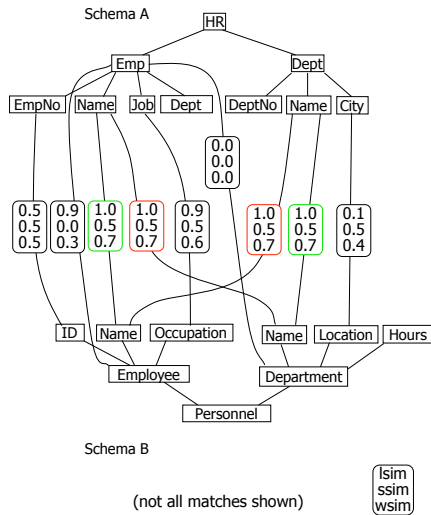 Schema A
HR
Emp
Dept
EmpNo
Name
Job
Dept
DeptNo
Name
City
0.0
0.0
0.0
0.5
0.5
0.5
0.9
0.0
0.3
1.0
0.5
0.7
1.0
0.5
0.7
0.9
0.5
0.6
1.0
0.5
0.7
1.0
0.5
0.7
0.1
0.5
0.4
ID
Name
Occupation
Name
Location
Hours
Employee
Department
Personnel
Schema B
(not all matches shown)
lsim
ssim
wsim